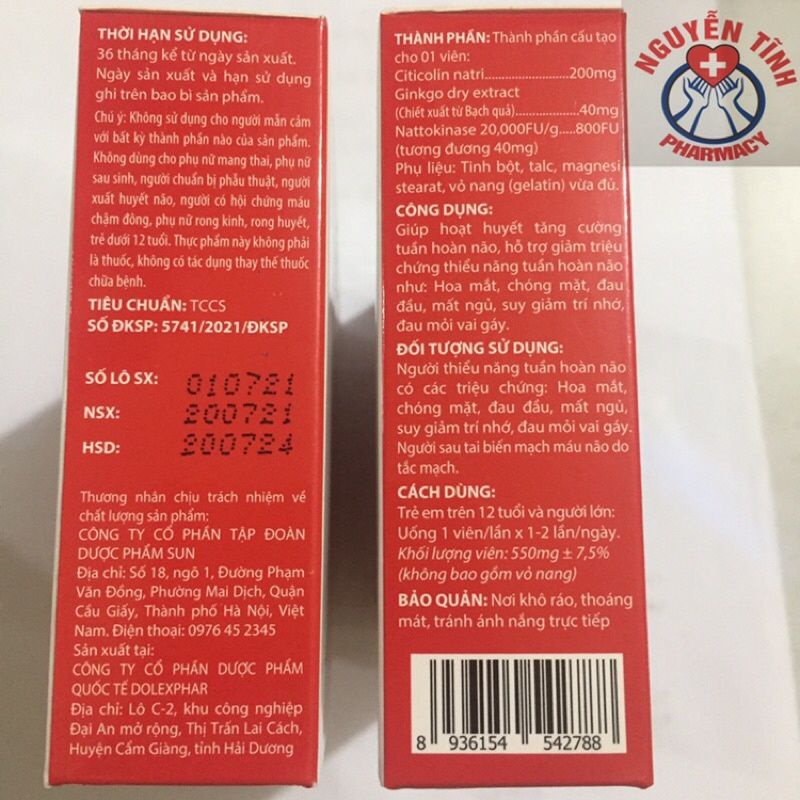 THỜI HẠN SỬ DỤNG:
36 tháng kể từ ngày sản xuất.
Ngày sản xuất và hạn sử dụng
ghi trên bao bì sản phẩm.
Chú ý: Không sử dụng cho người mẫn cảm
với bất kỳ thành phần nào của sản phẩm.
Không dùng cho phụ nữ mang thai, phụ nữ
sau sinh, người chuẩn bị phẫu thuật, người
xuất huyết não, người có hội chứng máu
chậm đông, phụ nữ rong kinh, rong huyết,
trẻ dưới 12 tuổi. Thực phẩm này không phải
là thuốc, không có tác dụng thay thế thuốc
chữa bệnh.
TIÊU CHUẨN: TCCS
SỐ ĐKSP: 5741/2021/ĐKSP
SỐ LÔ SX: 010721
NSX: 200721
HSD: 200724
Thương nhân chịu trách nhiệm về
chất lượng sản phẩm:
CÔNG TY CỔ PHẦN TẬP ĐOÀN
DƯỢC PHẨM SUN
Địa chỉ: Số 18, ngõ 1, Đường Phạm
Văn Đồng, Phường Mai Dịch, Quận
Cầu Giấy, Thành phố Hà Nội, Việt
Nam. Điện thoại: 0976 45 2345
Sản xuất tại:
CÔNG TY CỔ PHẦN DƯỢC PHẨM
QUỐC TẾ DOLEXPHAR
Địa chỉ: Lô C-2, khu công nghiệp
Đại An mở rộng, Thị Trấn Lai Cách,
Huyện Cẩm Giàng, tỉnh Hải Dương
THÀNH PHẦN: Thành phần cấu tạo
cho 01 viên:
Citicolin natri....................200mg
Ginkgo dry extract
(Chiết xuất từ Bạch quả)....................40mg
Nattokinase 20,000FU/g.....800FU
(tương đương 40mg)
Phụ liệu: Tinh bột, talc, magnesi
stearat, vỏ nang (gelatin) vừa đủ.
CÔNG DỤNG:
Giúp hoạt huyết tăng cường
tuần hoàn não, hỗ trợ giảm triệu
chứng thiểu năng tuần hoàn não
như: Hoa mắt, chóng mặt, đau
đầu, mất ngủ, suy giảm trí nhớ,
đau mỏi vai gáy.
ĐỐI TƯỢNG SỬ DỤNG:
Người thiểu năng tuần hoàn não
có các triệu chứng: Hoa mắt,
chóng mặt, đau đầu, mất ngủ,
suy giảm trí nhớ, đau mỏi vai gáy.
Người sau tai biến mạch máu não do
tắc mạch.
CÁCH DÙNG:
Trẻ em trên 12 tuổi và người lớn:
Uống 1 viên/lần x 1-2 lần/ngày.
Khối lượng viên: 550mg ± 7,5%
(không bao gồm vỏ nang)
BẢO QUẢN: Nơi khô ráo, thoáng
mát, tránh ánh nắng trực tiếp
8 936154 542788
NGUYỄN TĨNH
PHARMACY